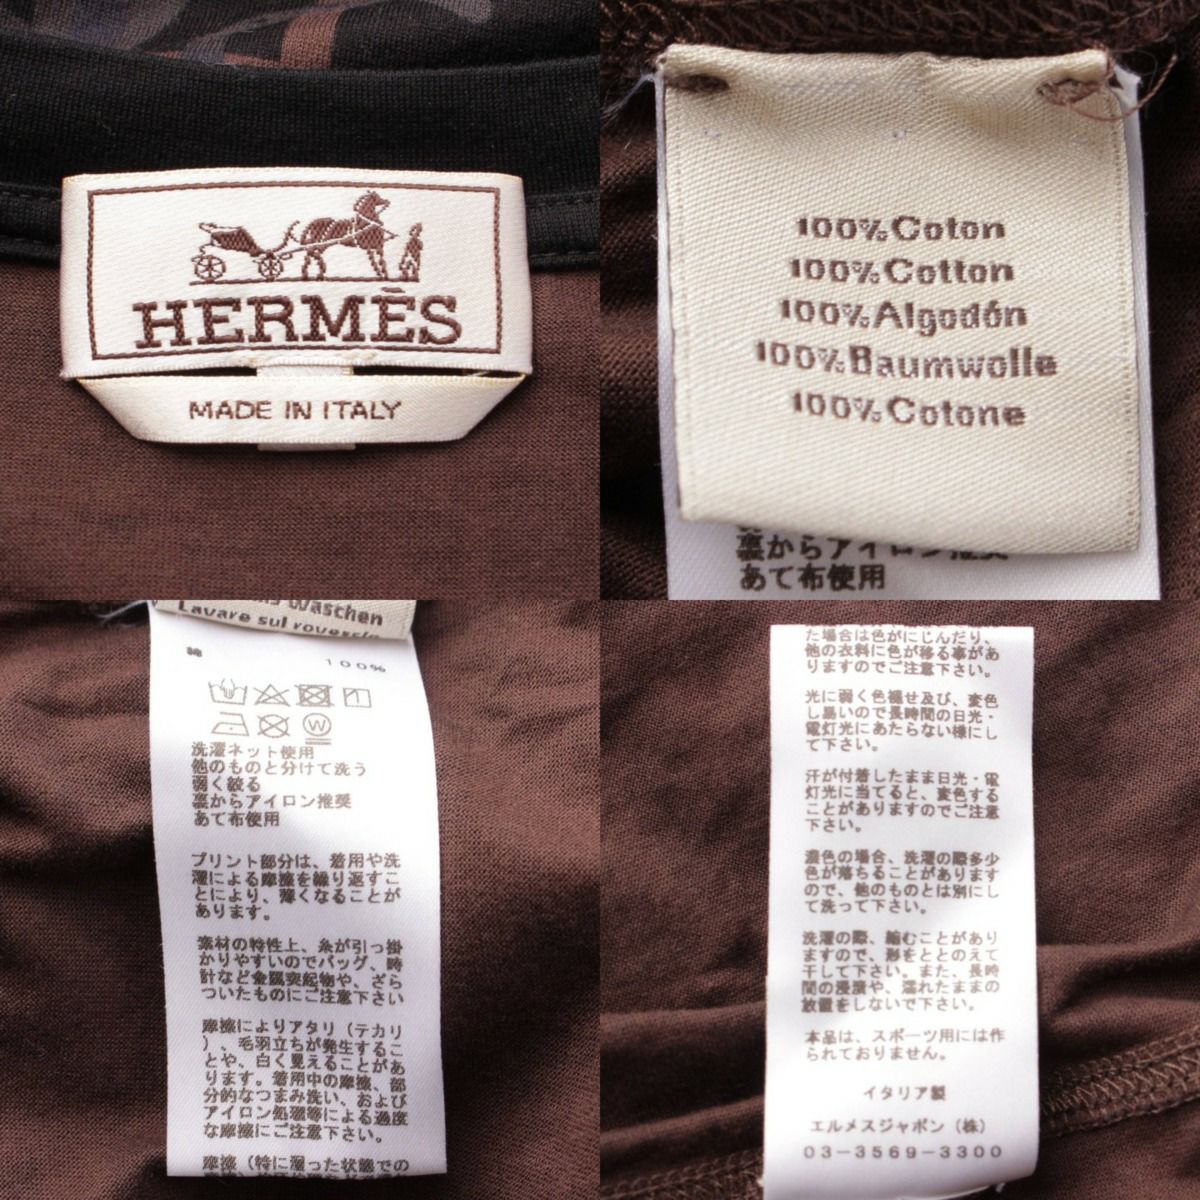 HERMĒS
MADE IN ITALY
100%Coton
100%Cotton
100%Algodón
100%Baumwolle
100%Cotone
裏からアイロン推奨
あて布使用
Waschen
Lavare sul rovescio
綿 100%
W
洗濯ネット使用
他のものと分けて洗う
弱く絞る
裏からアイロン推奨
あて布使用
プリント部分は、着用や洗
濯による摩擦を繰り返すこ
とにより、薄くなることが
あります。
素材の特性上、糸が引っ掛
かりやすいのでバッグ、時
計など金属突起物や、ざら
ついたものにご注意下さい
摩擦によりアタリ(テカリ
)、毛羽立ちが発生するこ
とや、白く見えることがあ
ります。着用中の摩擦、部
分的なつまみ洗い、および
アイロン処理等による過度
な摩擦にご注意下さい。
摩擦(特に湿った状態での
た場合は色がにじんだり、
他の衣料に色が移る事があ
りますのでご注意下さい。
光に弱く色褪せ及び、変色
し易いので長時間の日光・
電灯光にあたらない様にし
て下さい。
汗が付着したまま日光・電
灯光に当てると、変色する
ことがありますのでご注意
下さい。
濃色の場合、洗濯の際多少
色が落ちることがあります
ので、他のものとは別にし
て洗って下さい。
洗濯の際、縮むことがあり
ますので、形をととのえて
干して下さい。また、長時
間の浸漬や、濡れたままの
放置をしないで下さい。
本品は、スポーツ用には作
られておりません。
イタリア製
エルメスジャポン(株)
03-3569-3300